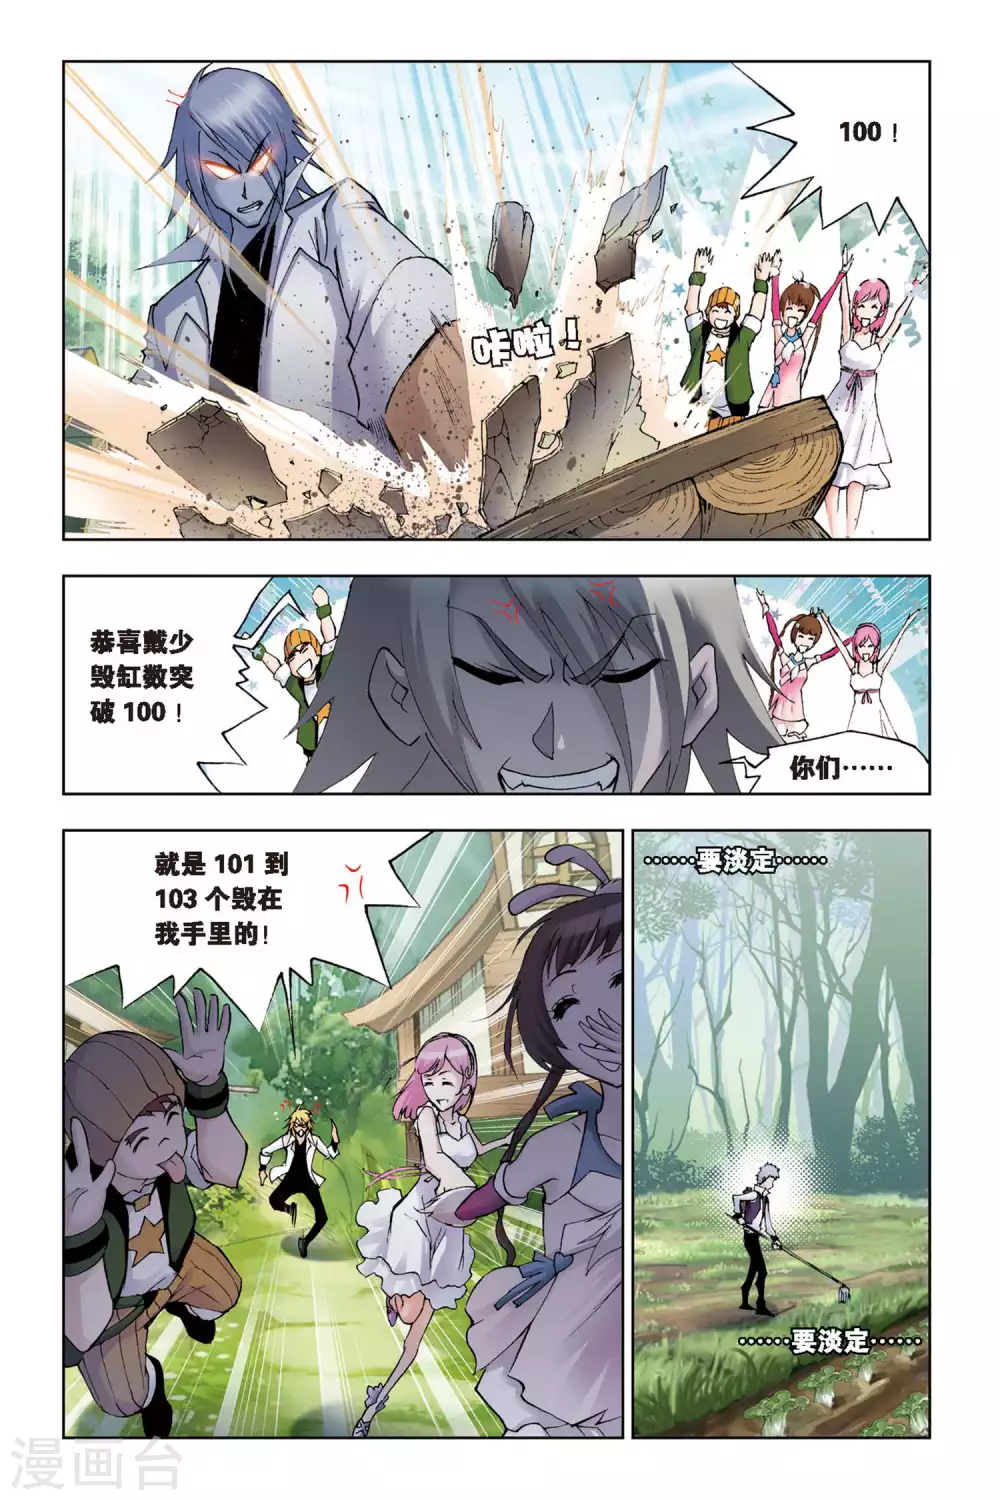 100！
咔啦！
恭喜戴少
毁缸数突
破100！
你们……
就是101到
103个毁在
我手里的！
……要淡定……
……要淡定……
漫画台